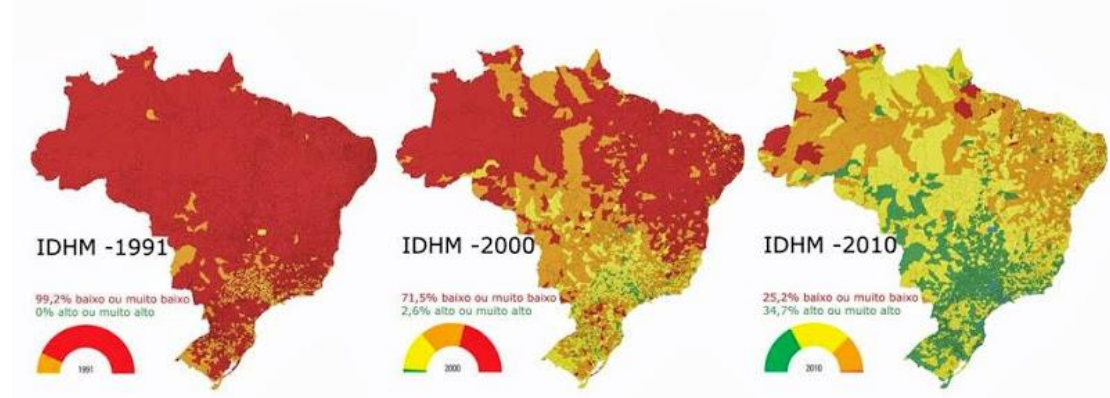 IDHM -1991
99,2% baixo ou muito baixo
0% alto ou muito alto
1991
IDHM -2000
71,5% baixo ou muito baixo
2,6% alto ou muito alto
2000
IDHM -2010
25,2% baixo ou muito baixo
34,7% alto ou muito alto
2010